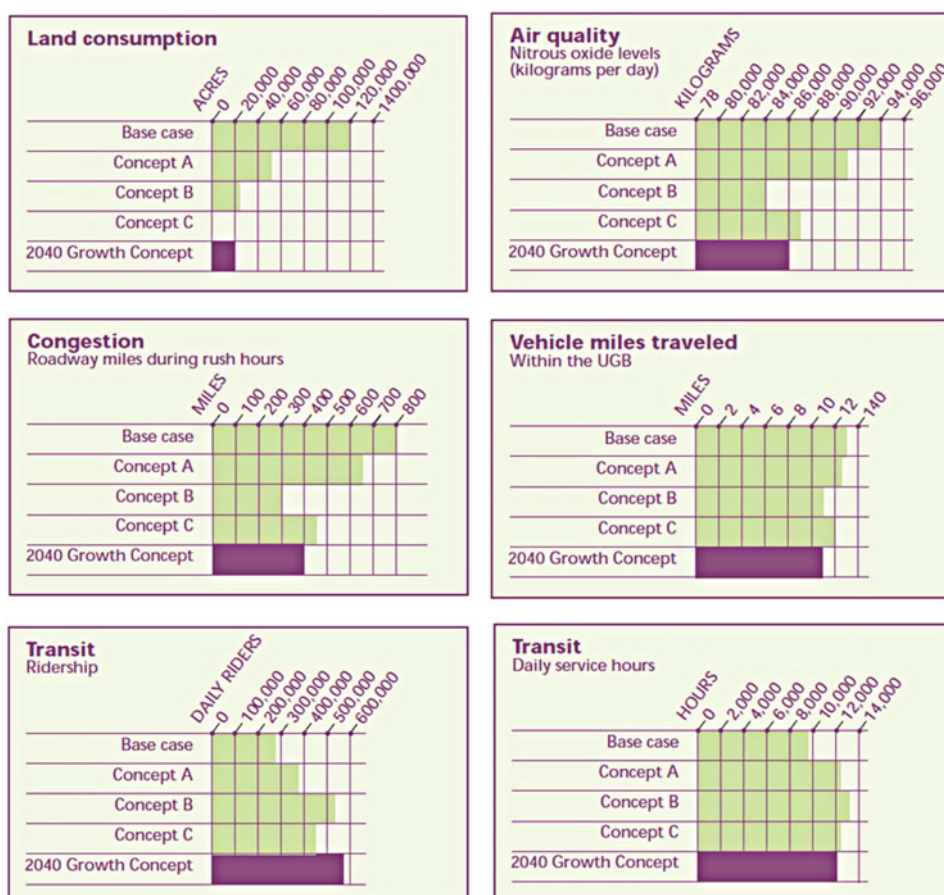 Land consumption
ACRES
0
20,000
40,000
60,000
80,000
100,000
120,000
1400,000
Base case
Concept A
Concept B
Concept C
2040 Growth Concept
Air quality
Nitrous oxide levels
(kilograms per day)
KILOGRAMS
78
80,000
82,000
84,000
86,000
88,000
90,000
92,000
94,000
96,000
Base case
Concept A
Concept B
Concept C
2040 Growth Concept
Congestion
Roadway miles during rush hours
MILES
0
100
200
300
400
500
600
700
800
Base case
Concept A
Concept B
Concept C
2040 Growth Concept
Vehicle miles traveled
Within the UGB
MILES
0
2
4
6
8
10
12
140
Base case
Concept A
Concept B
Concept C
2040 Growth Concept
Transit
Ridership
DAILY RIDERS
0
100,000
200,000
300,000
400,000
500,000
600,000
Base case
Concept A
Concept B
Concept C
2040 Growth Concept
Transit
Daily service hours
HOURS
0
2,000
4,000
6,000
8,000
10,000
12,000
14,000
Base case
Concept A
Concept B
Concept C
2040 Growth Concept